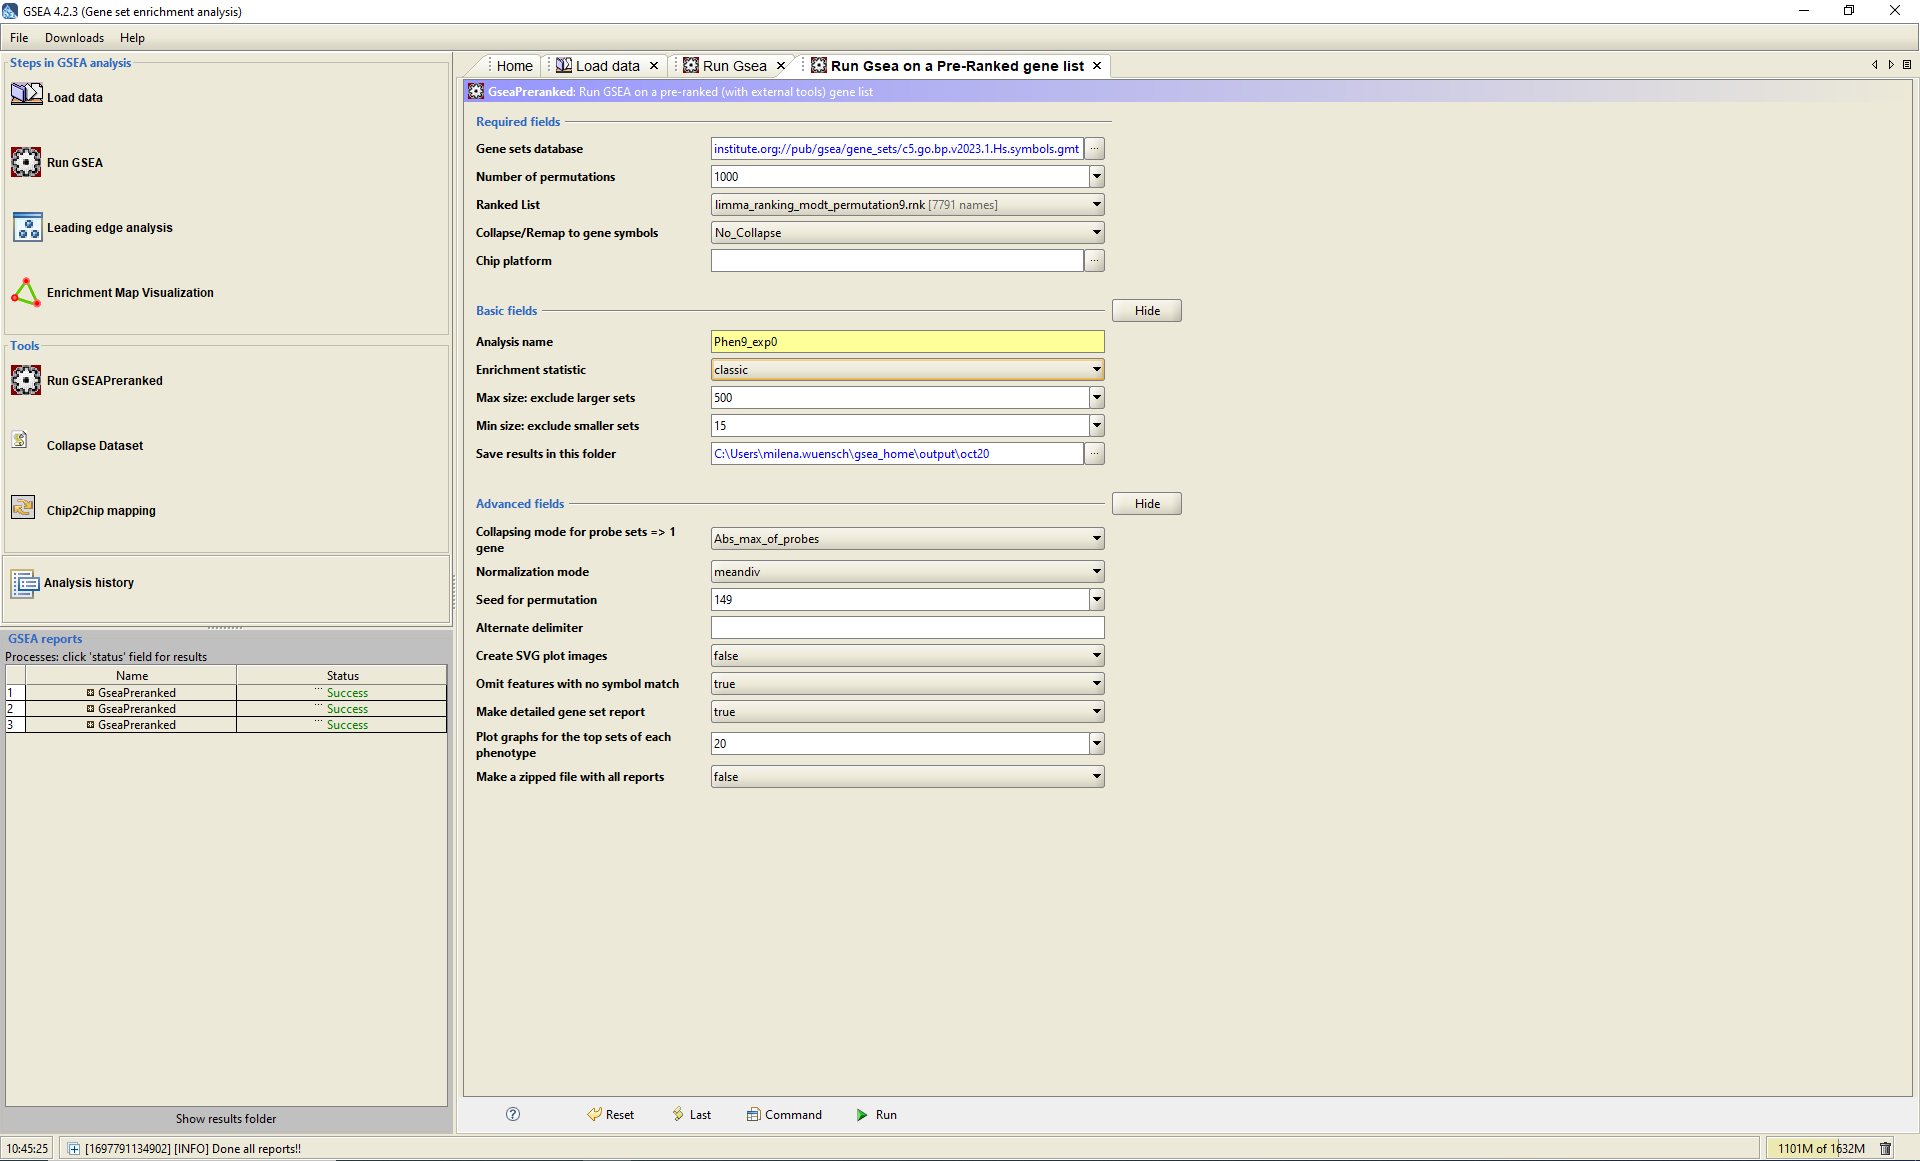 GSEA 4.2.3 (Gene set enrichment analysis)
File Downloads Help
Steps in GSEA analysis
Load data
Run GSEA
Leading edge analysis
Enrichment Map Visualization
Tools
Run GSEAPreranked
Collapse Dataset
Chip2Chip mapping
Analysis history
GSEA reports
Processes: click 'status' field for results
Name Status
1 GseaPreranked ... Success
2 GseaPreranked ... Success
3 GseaPreranked ... Success
Show results folder
Home Load data Run Gsea Run Gsea on a Pre-Ranked gene list
GseaPreranked: Run GSEA on a pre-ranked (with external tools) gene list
Required fields
Gene sets database institute.org://pub/gsea/gene_sets/c5.go.bp.v2023.1.Hs.symbols.gmt ...
Number of permutations 1000
Ranked List limma_ranking_modt_permutation9.rnk [7791 names]
Collapse/Remap to gene symbols No_Collapse
Chip platform ...
Basic fields Hide
Analysis name Phen9_exp0
Enrichment statistic classic
Max size: exclude larger sets 500
Min size: exclude smaller sets 15
Save results in this folder C:\Users\milena.wuensch\gsea_home\output\oct20 ...
Advanced fields Hide
Collapsing mode for probe sets => 1
gene Abs_max_of_probes
Normalization mode meandiv
Seed for permutation 149
Alternate delimiter
Create SVG plot images false
Omit features with no symbol match true
Make detailed gene set report true
Plot graphs for the top sets of each
phenotype 20
Make a zipped file with all reports false
? Reset Last Command Run
10:45:25 [1697791134902] [INFO] Done all reports!! 1101M of 1632M